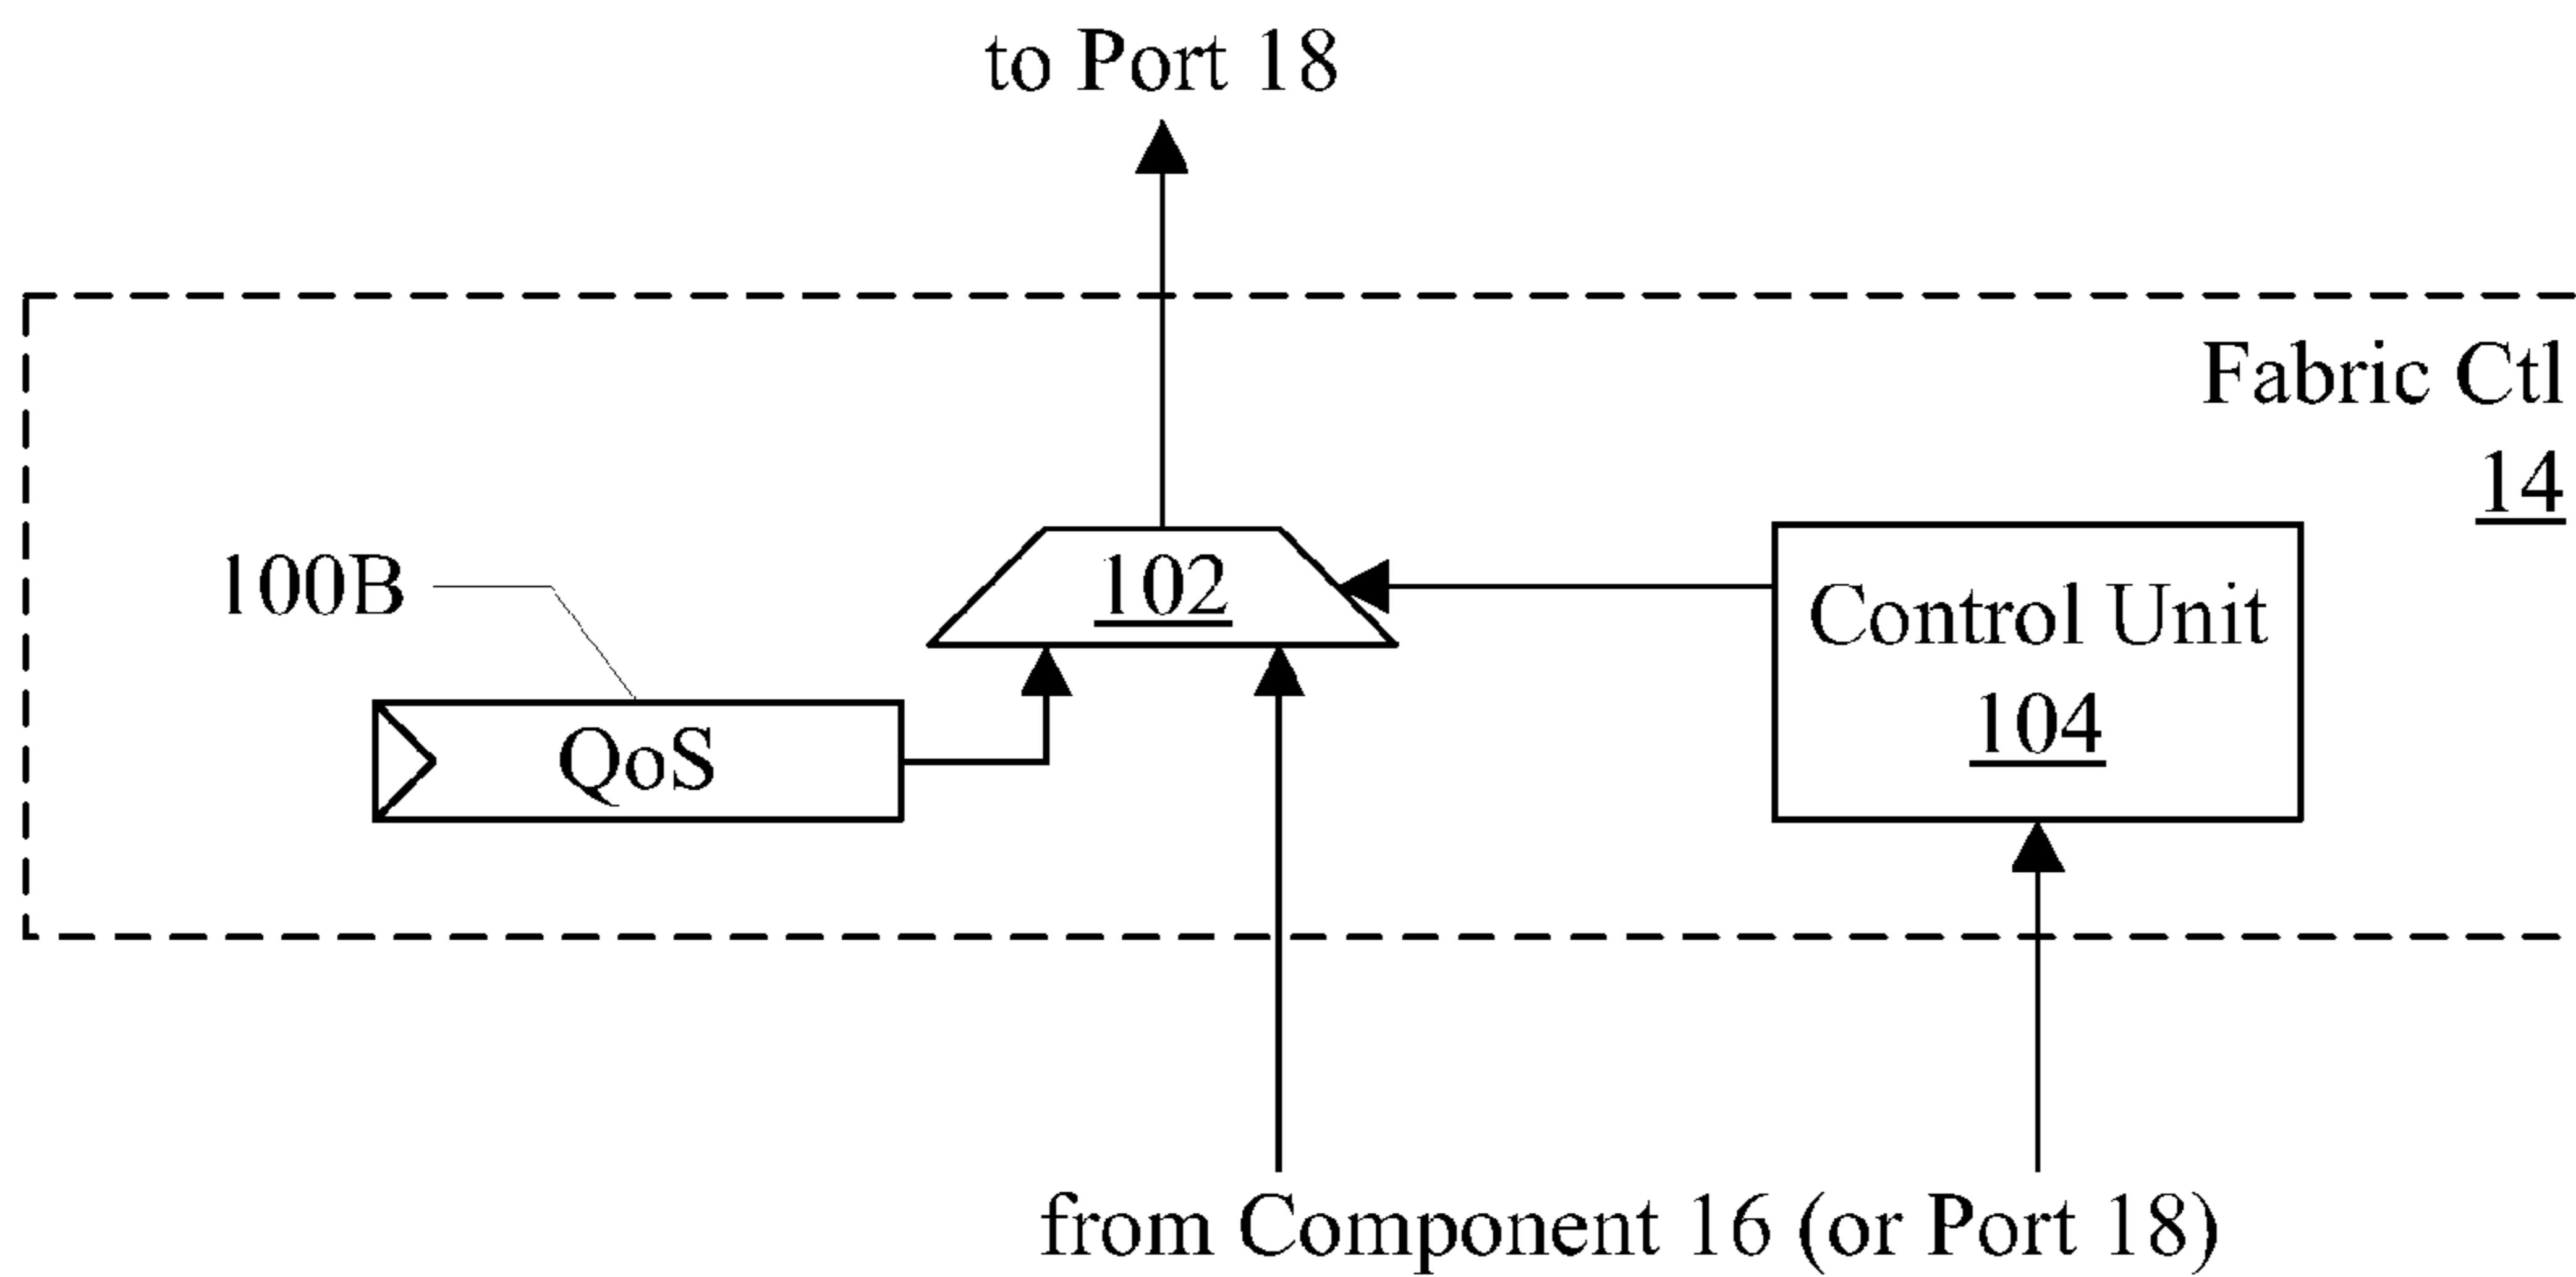 to Port 18
Fabric Ctl
14
100B
102
Control Unit
104
QoS
from Component 16 (or Port 18)